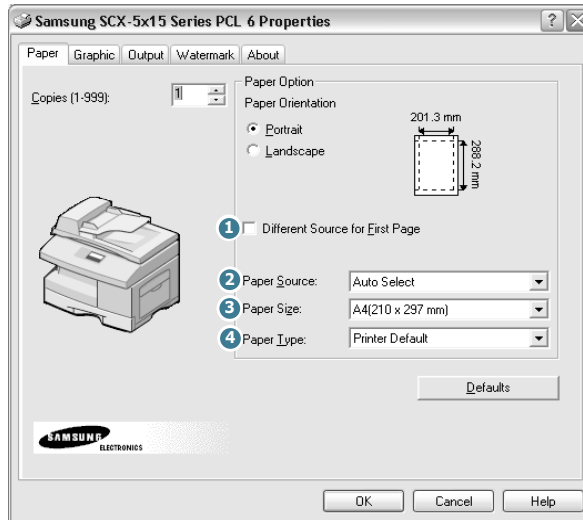 Samsung SCX-5x15 Series PCL 6 Properties
Paper Graphic Output Watermark About
Copies (1-999): 1
Paper Option
Paper Orientation
Portrait
Landscape
201.3 mm
288.2 mm
1 Different Source for First Page
2 Paper Source: Auto Select
3 Paper Size: A4(210 x 297 mm)
4 Paper Type: Printer Default
Defaults
SAMSUNG
ELECTRONICS
OK Cancel Help